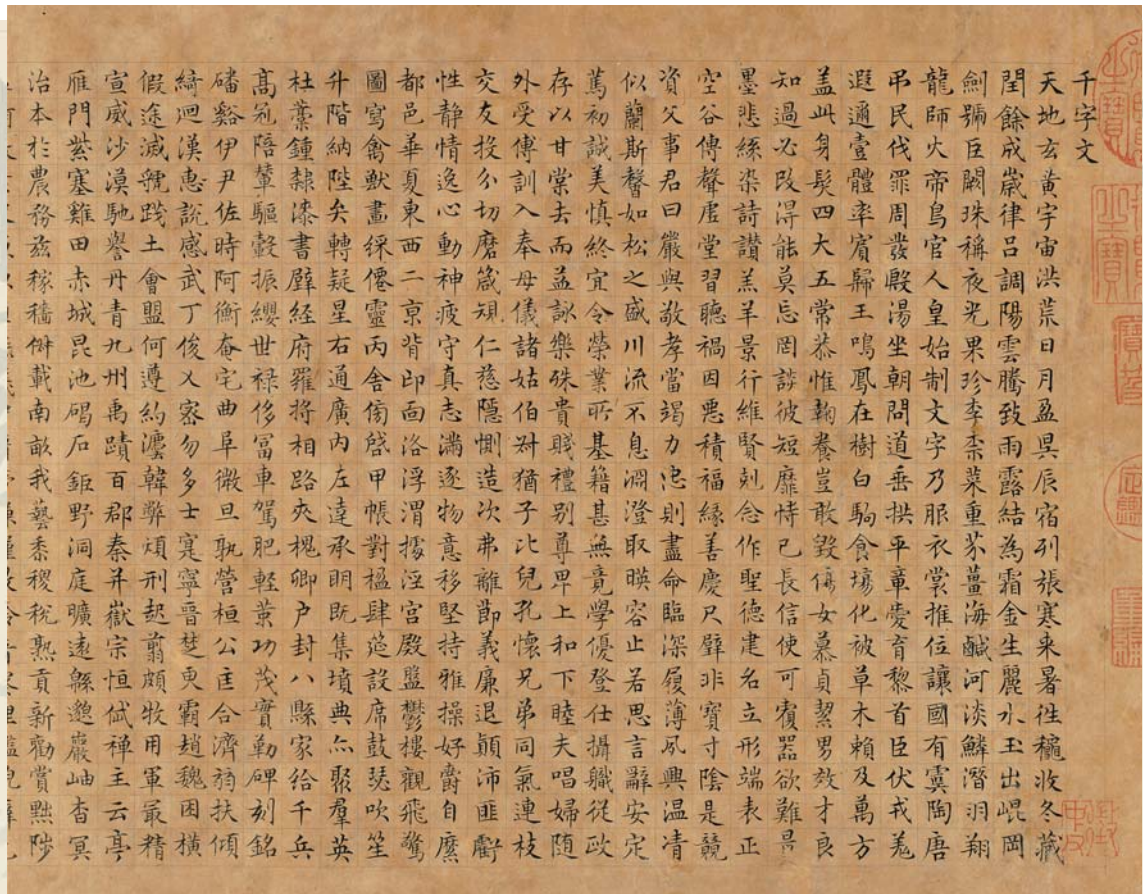 千字文
天地玄黄宇宙洪荒日月盈昃辰宿列張寒来暑徃穐收冬藏
閏餘成歲律呂調陽雲騰致雨露結為霜金生麗水玉出崐岡
劍號巨闕珠稱夜光果珍李柰菜重芥薑海鹹河淡鱗潛羽翔
龍師火帝鳥官人皇始制文字乃服衣裳推位讓國有虞陶唐
弔民伐罪周發殷湯坐朝問道垂拱平章愛育黎首臣伏戎羌
遐邇壹體率賓歸王鳴鳳在樹白駒食場化被草木賴及萬方
盖此身髮四大五常恭惟鞠養豈敢毀傷女慕貞絜男效才良
知過必改得能莫忘罔談彼短靡恃己長信使可覆器欲難量
墨悲絲染詩讚羔羊景行維賢剋念作聖德建名立形端表正
空谷傳聲虛堂習聽禍因惡積福緣善慶尺璧非寶寸陰是競
資父事君曰嚴與敬孝當竭力忠則盡命臨深履薄夙興温凊
似蘭斯馨如松之盛川流不息淵澄取暎容止若思言辭安定
篤初誠美慎終宜令榮業所基籍甚無竟學優登仕攝職從政
存以甘棠去而益詠樂殊貴賤禮別尊卑上和下睦夫唱婦随
外受傅訓入奉母儀諸姑伯叔猶子比兒孔懷兄弟同氣連枝
交友投分切磨箴規仁慈隱惻造次弗離節義廉退顛沛匪虧
性静情逸心動神疲守真志滿逐物意移堅持雅操好爵自縻
都邑華夏東西二京背邙面洛浮渭據涇宮殿盤鬱樓觀飛驚
圖寫禽獸畫綵僊靈丙舍傍啓甲帳對楹肆筵設席鼓瑟吹笙
升階納陛弁轉疑星右通廣内左達承明既集墳典亦聚羣英
杜藁鍾隸漆書壁経府羅將相路夾槐卿户封八縣家給千兵
高冠陪輦驅轂振纓世禄侈富車駕肥輕策功茂實勒碑刻銘
磻谿伊尹佐時阿衡奄宅曲阜微旦孰營桓公匡合濟弱扶傾
綺迴漢惠說感武丁俊乂密勿多士寔寧晉楚更霸趙魏困横
假途滅虢踐土會盟何遵約灋韓弊煩刑起翦頗牧用軍最精
宣威沙漠馳譽丹青九州禹蹟百郡秦并嶽宗恒岱禅主云亭
雁門紫塞雞田赤城昆池碣石鉅野洞庭曠遠緜邈巖岫杳冥
治本於農務兹稼穡俶載南畝我藝黍稷稅熟貢新勸賞黜陟